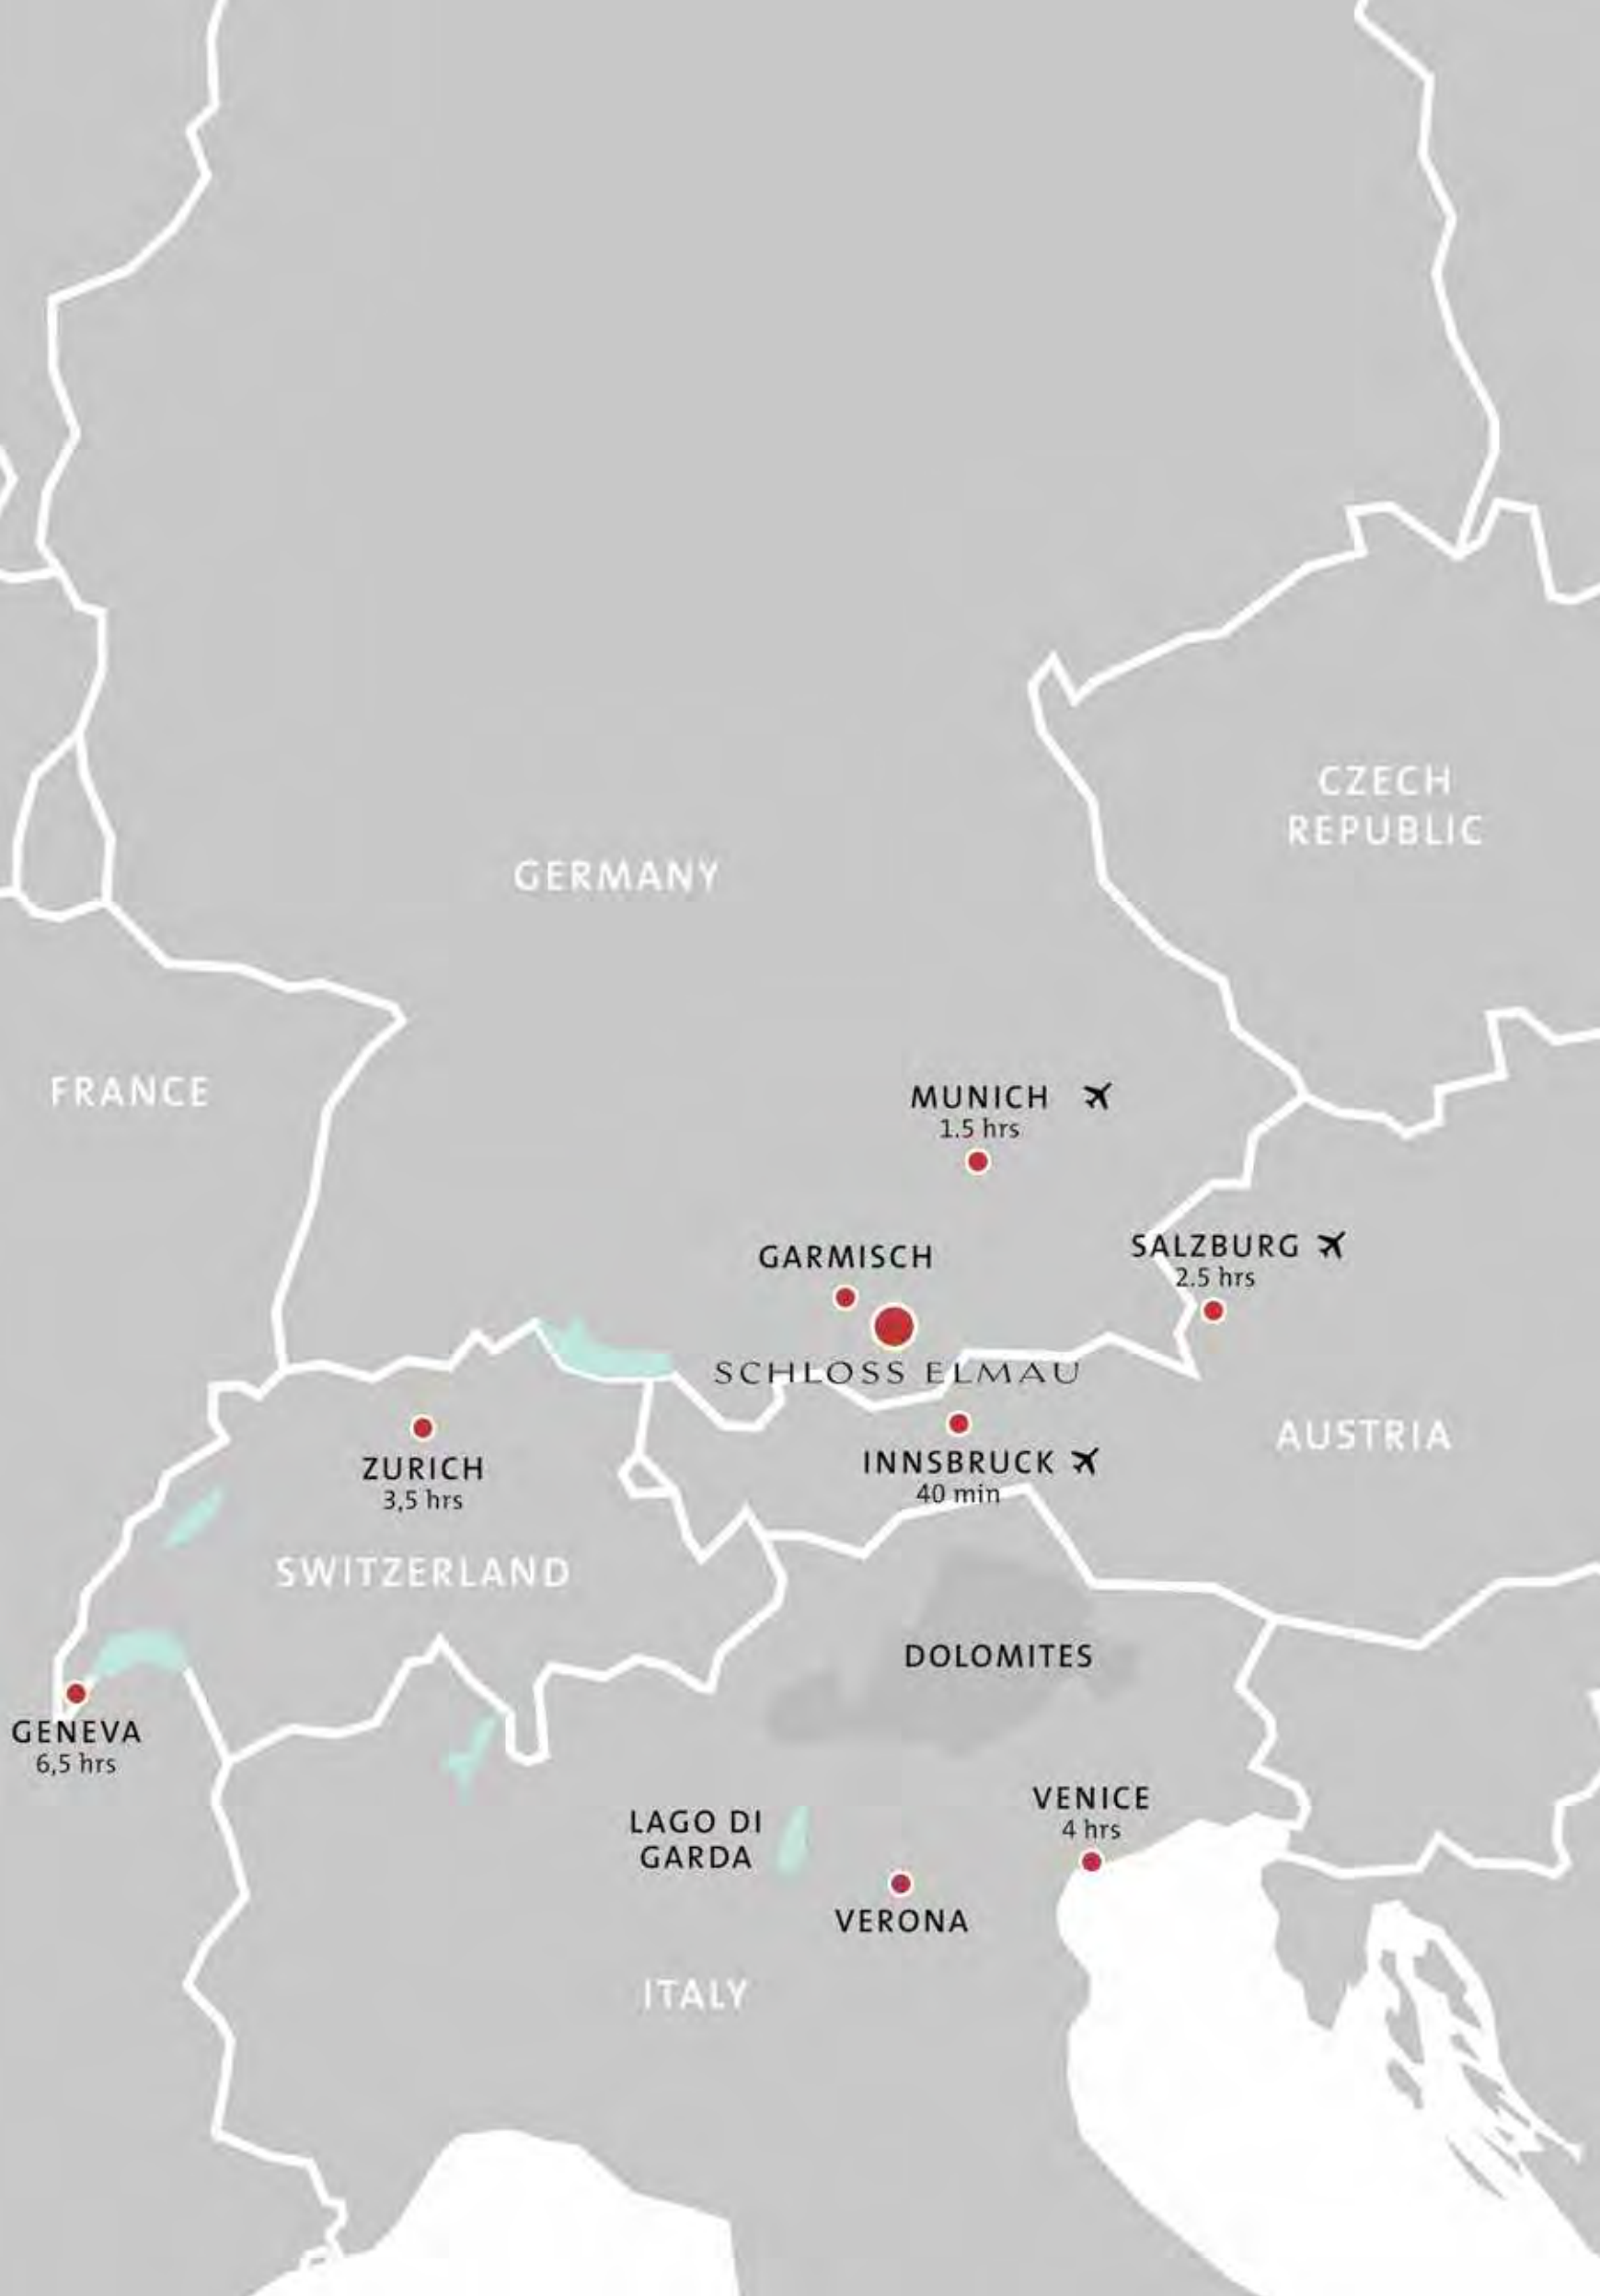 CZECH
REPUBLIC
GERMANY
FRANCE
MUNICH
1.5 hrs
SALZBURG
2.5 hrs
GARMISCH
SCHLOSS ELMAU
AUSTRIA
INNSBRUCK
40 min
ZURICH
3,5 hrs
SWITZERLAND
DOLOMITES
GENEVA
6,5 hrs
VENICE
4 hrs
LAGO DI
GARDA
VERONA
ITALY